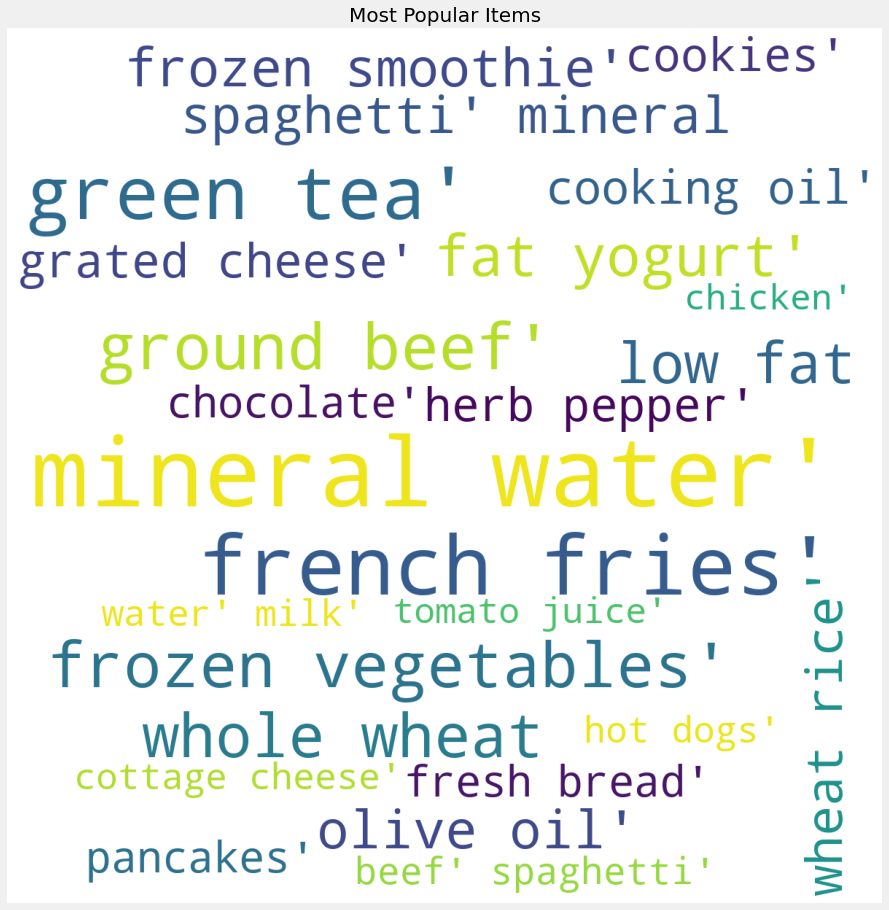 Most Popular Items
frozen smoothie' cookies'
spaghetti' mineral
green tea' cooking oil'
grated cheese' fat yogurt'
chicken'
ground beef' low fat
chocolate' herb pepper'
mineral water'
french fries'
water' milk' tomato juice'
wheat rice'
frozen vegetables'
whole wheat hot dogs'
cottage cheese' fresh bread'
olive oil'
pancakes' beef' spaghetti'